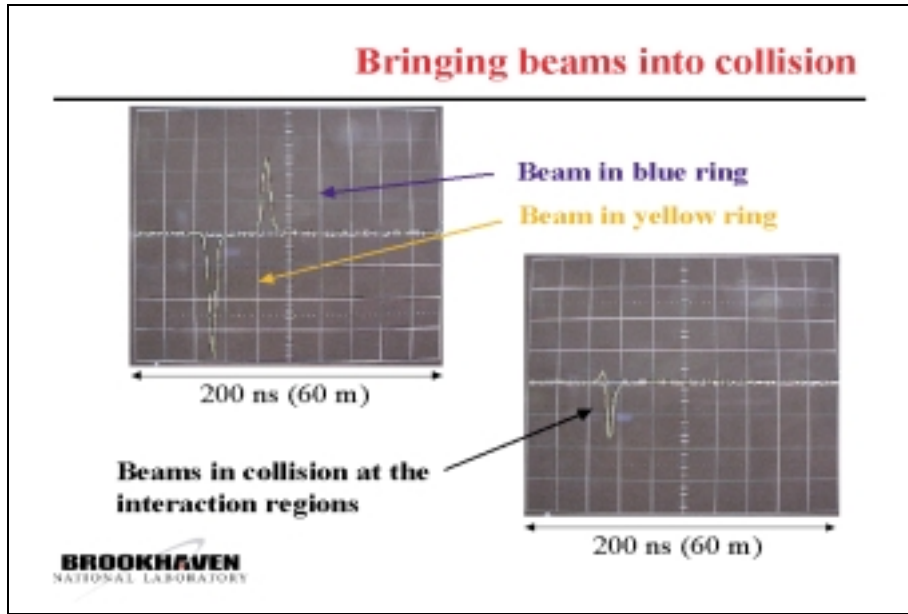 Bringing beams into collision
Beam in blue ring
Beam in yellow ring
200 ns (60 m)
Beams in collision at the
interaction regions
200 ns (60 m)
BROOKHAVEN
NATIONAL LABORATORY